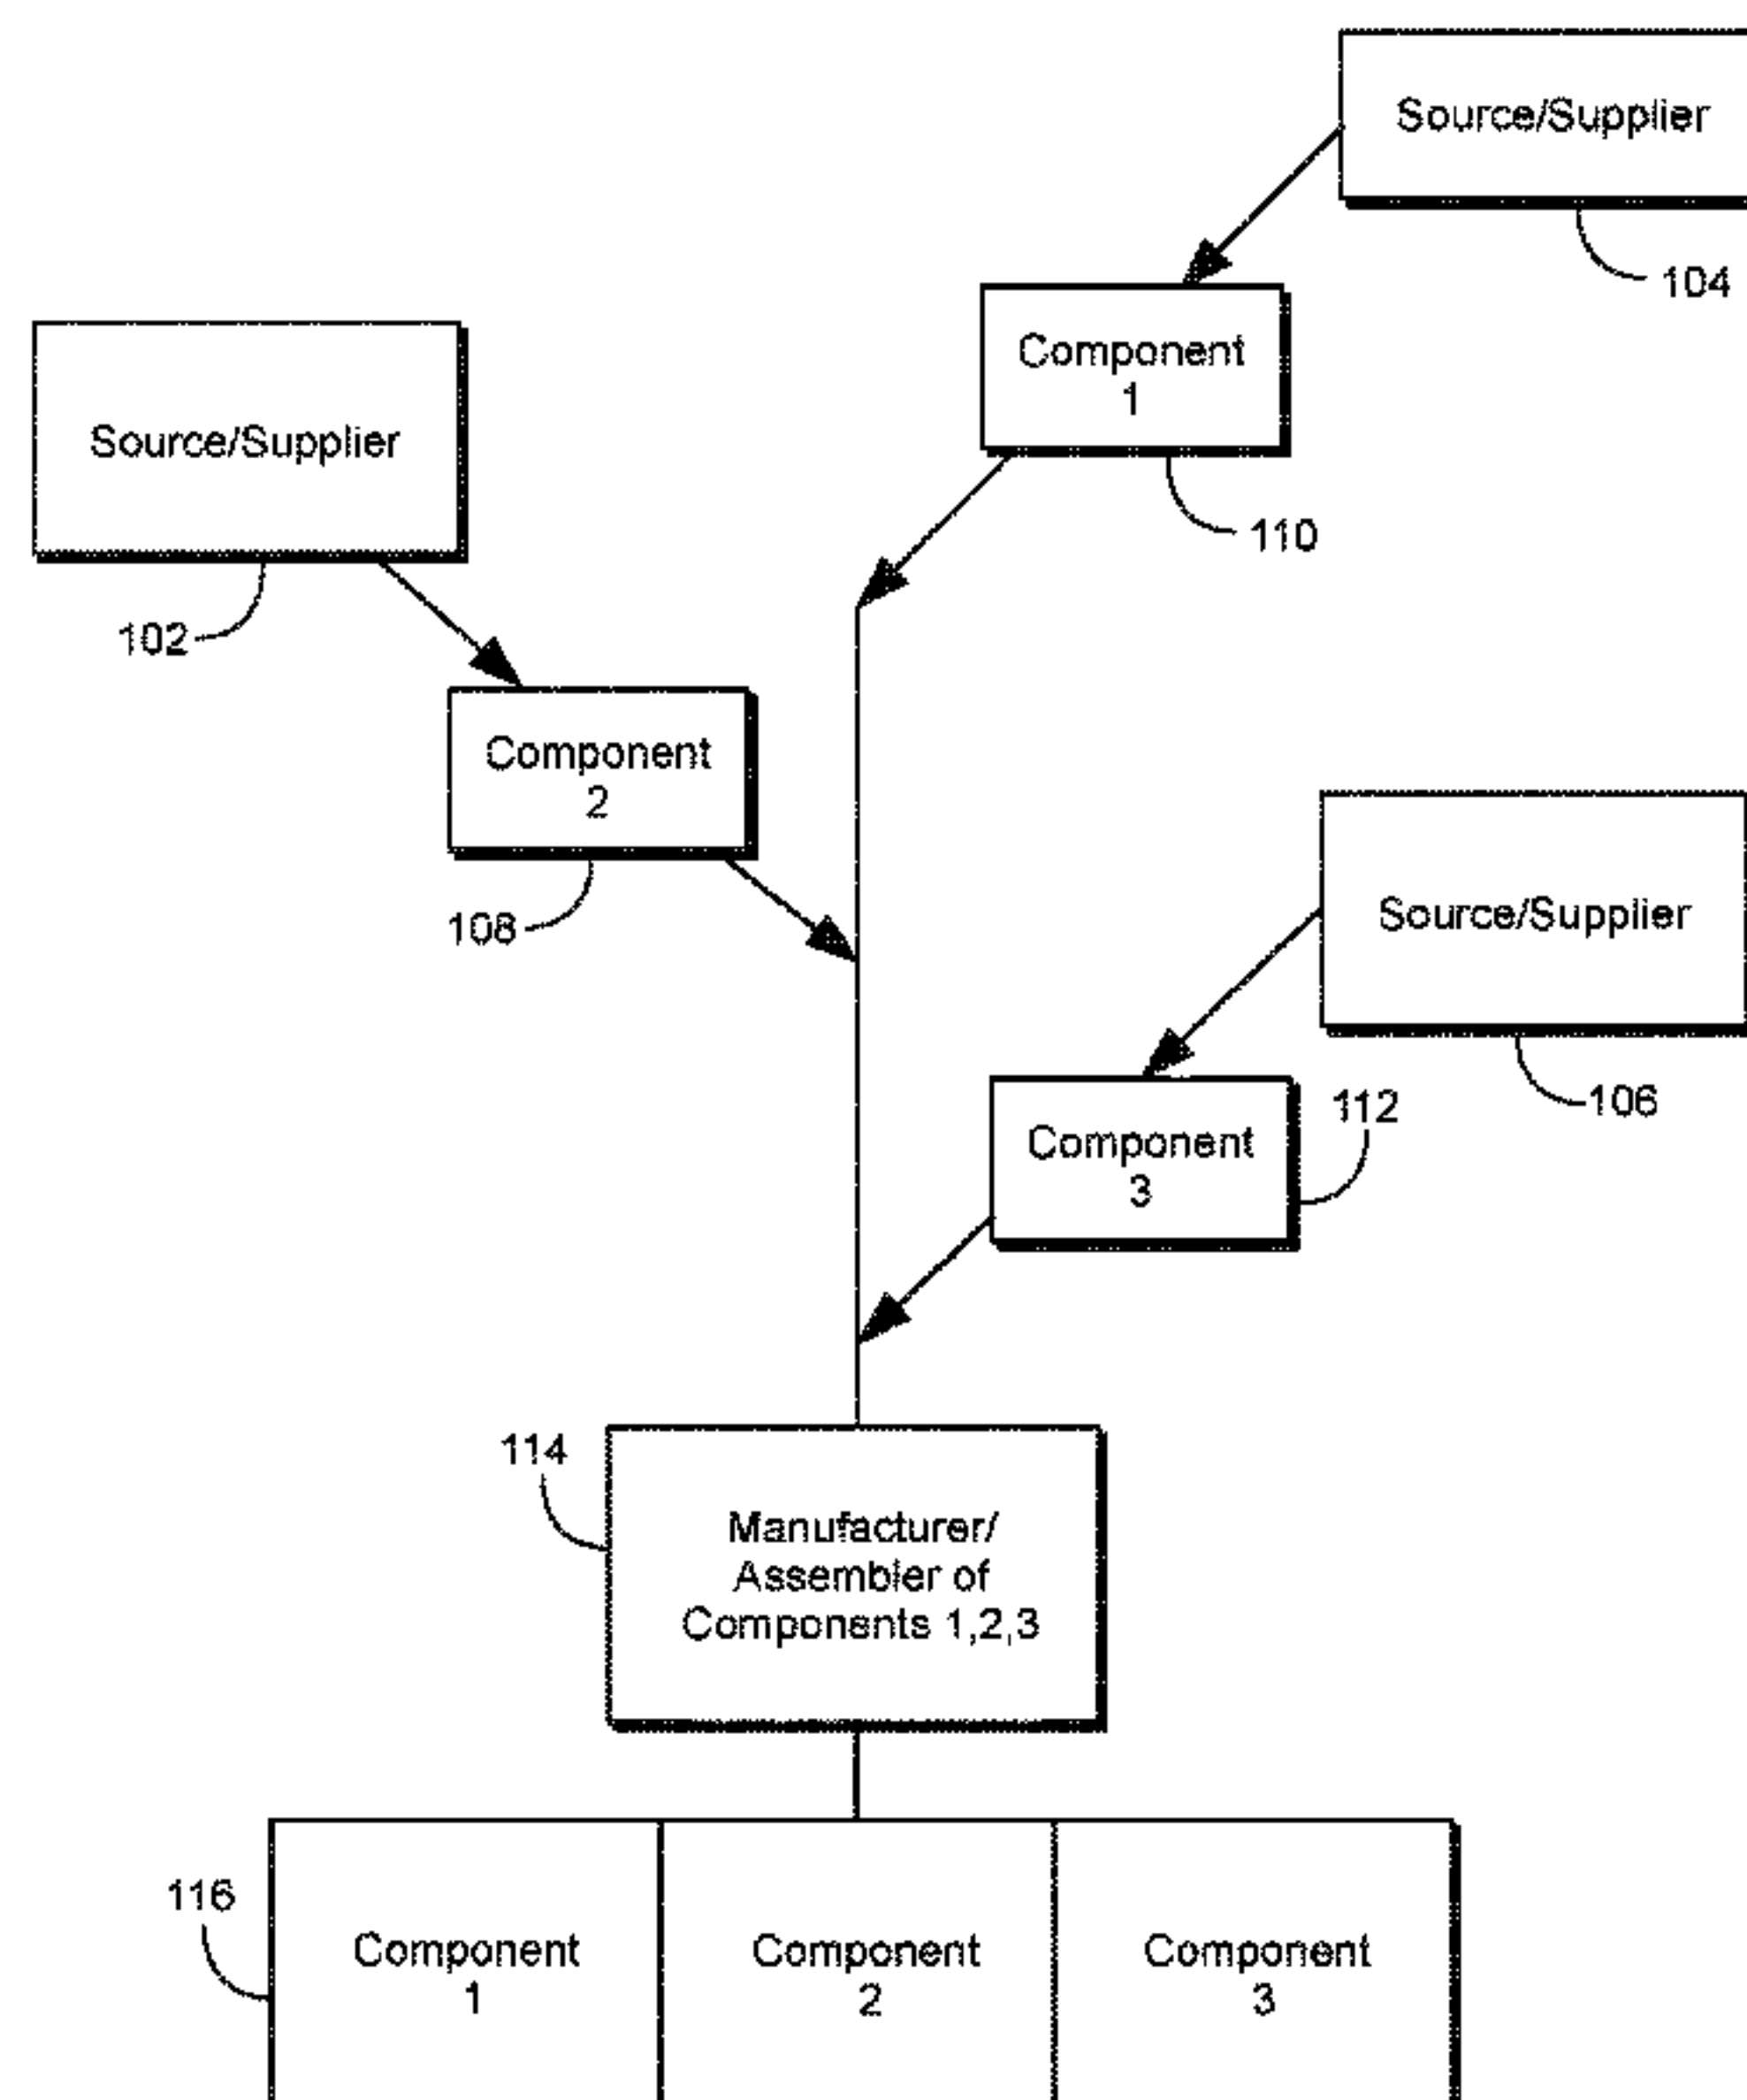 Source/Supplier
104
Component
1
110
Source/Supplier
102
Component
2
108
Source/Supplier
106
Component
3
112
114
Manufacturer/
Assembler of
Components 1,2,3
116
Component
1
Component
2
Component
3